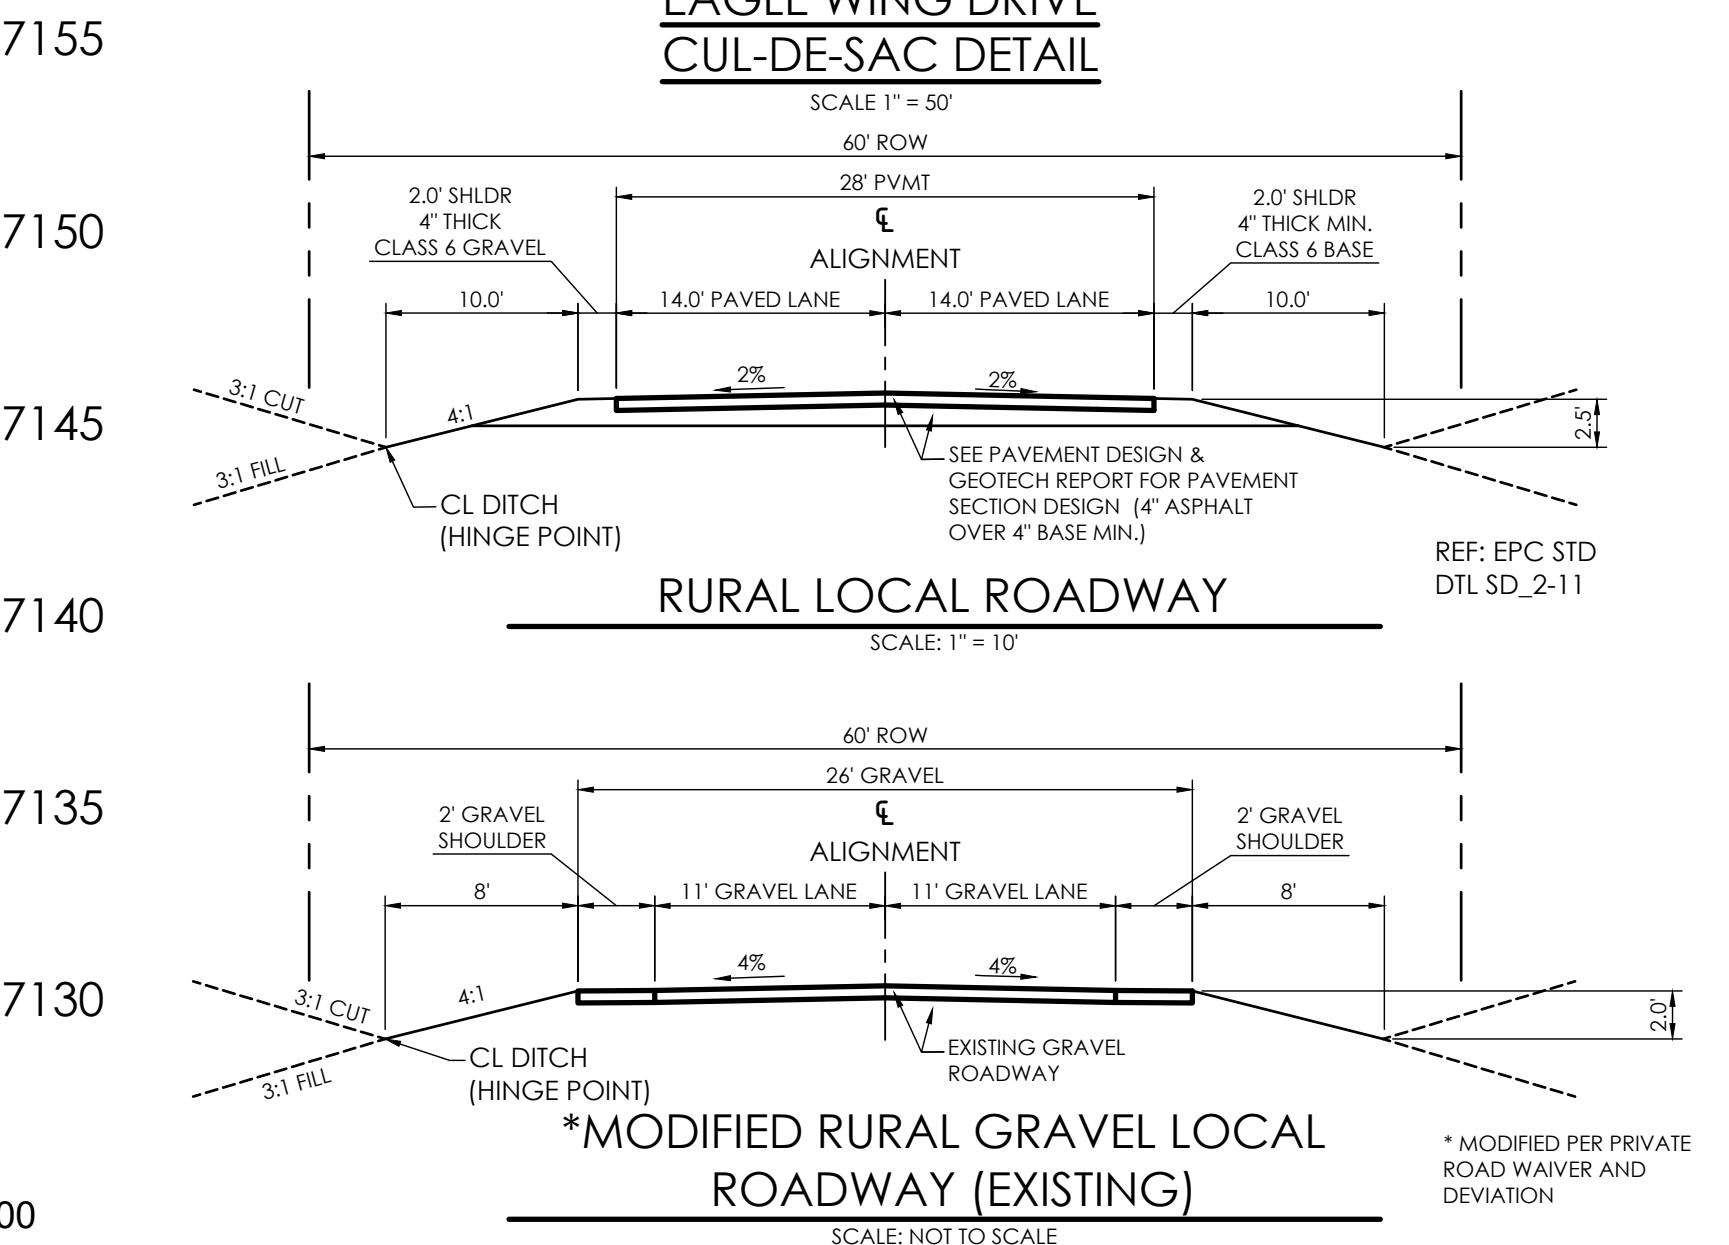 EAGLE WING DRIVE
CUL-DE-SAC DETAIL
SCALE 1" = 50'
7155
7150
7145
7140
7135
7130
00
60' ROW
28' PVMT
2.0' SHLDR
4" THICK
CLASS 6 GRAVEL
℄
ALIGNMENT
2.0' SHLDR
4" THICK MIN.
CLASS 6 BASE
10.0'
14.0' PAVED LANE
14.0' PAVED LANE
10.0'
3:1 CUT
4:1
2%
2%
2.5'
3:1 FILL
CL DITCH
(HINGE POINT)
SEE PAVEMENT DESIGN &
GEOTECH REPORT FOR PAVEMENT
SECTION DESIGN (4" ASPHALT
OVER 4" BASE MIN.)
REF: EPC STD
DTL SD_2-11
RURAL LOCAL ROADWAY
SCALE: 1" = 10'
60' ROW
26' GRAVEL
2' GRAVEL
SHOULDER
℄
ALIGNMENT
2' GRAVEL
SHOULDER
8'
11' GRAVEL LANE
11' GRAVEL LANE
8'
3:1 CUT
4:1
4%
4%
2.0'
3:1 FILL
CL DITCH
(HINGE POINT)
EXISTING GRAVEL
ROADWAY
*MODIFIED RURAL GRAVEL LOCAL
ROADWAY (EXISTING)
SCALE: NOT TO SCALE
* MODIFIED PER PRIVATE
ROAD WAIVER AND
DEVIATION